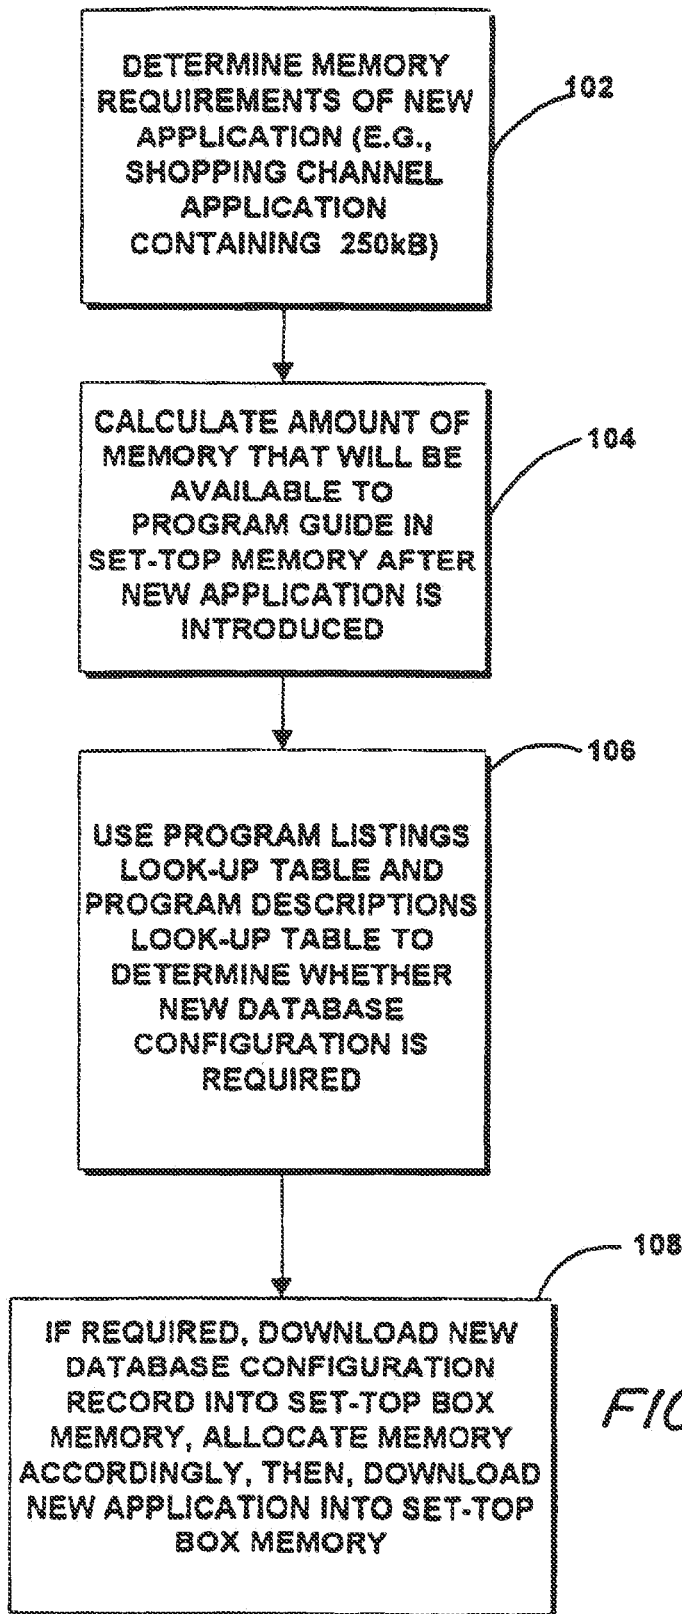 DETERMINE MEMORY
REQUIREMENTS OF NEW
APPLICATION (E.G.,
SHOPPING CHANNEL
APPLICATION
CONTAINING 250kB)
102
CALCULATE AMOUNT OF
MEMORY THAT WILL BE
AVAILABLE TO
PROGRAM GUIDE IN
SET-TOP MEMORY AFTER
NEW APPLICATION IS
INTRODUCED
104
USE PROGRAM LISTINGS
LOOK-UP TABLE AND
PROGRAM DESCRIPTIONS
LOOK-UP TABLE TO
DETERMINE WHETHER
NEW DATABASE
CONFIGURATION IS
REQUIRED
106
IF REQUIRED, DOWNLOAD NEW
DATABASE CONFIGURATION
RECORD INTO SET-TOP BOX
MEMORY, ALLOCATE MEMORY
ACCORDINGLY, THEN, DOWNLOAD
NEW APPLICATION INTO SET-TOP
BOX MEMORY
108